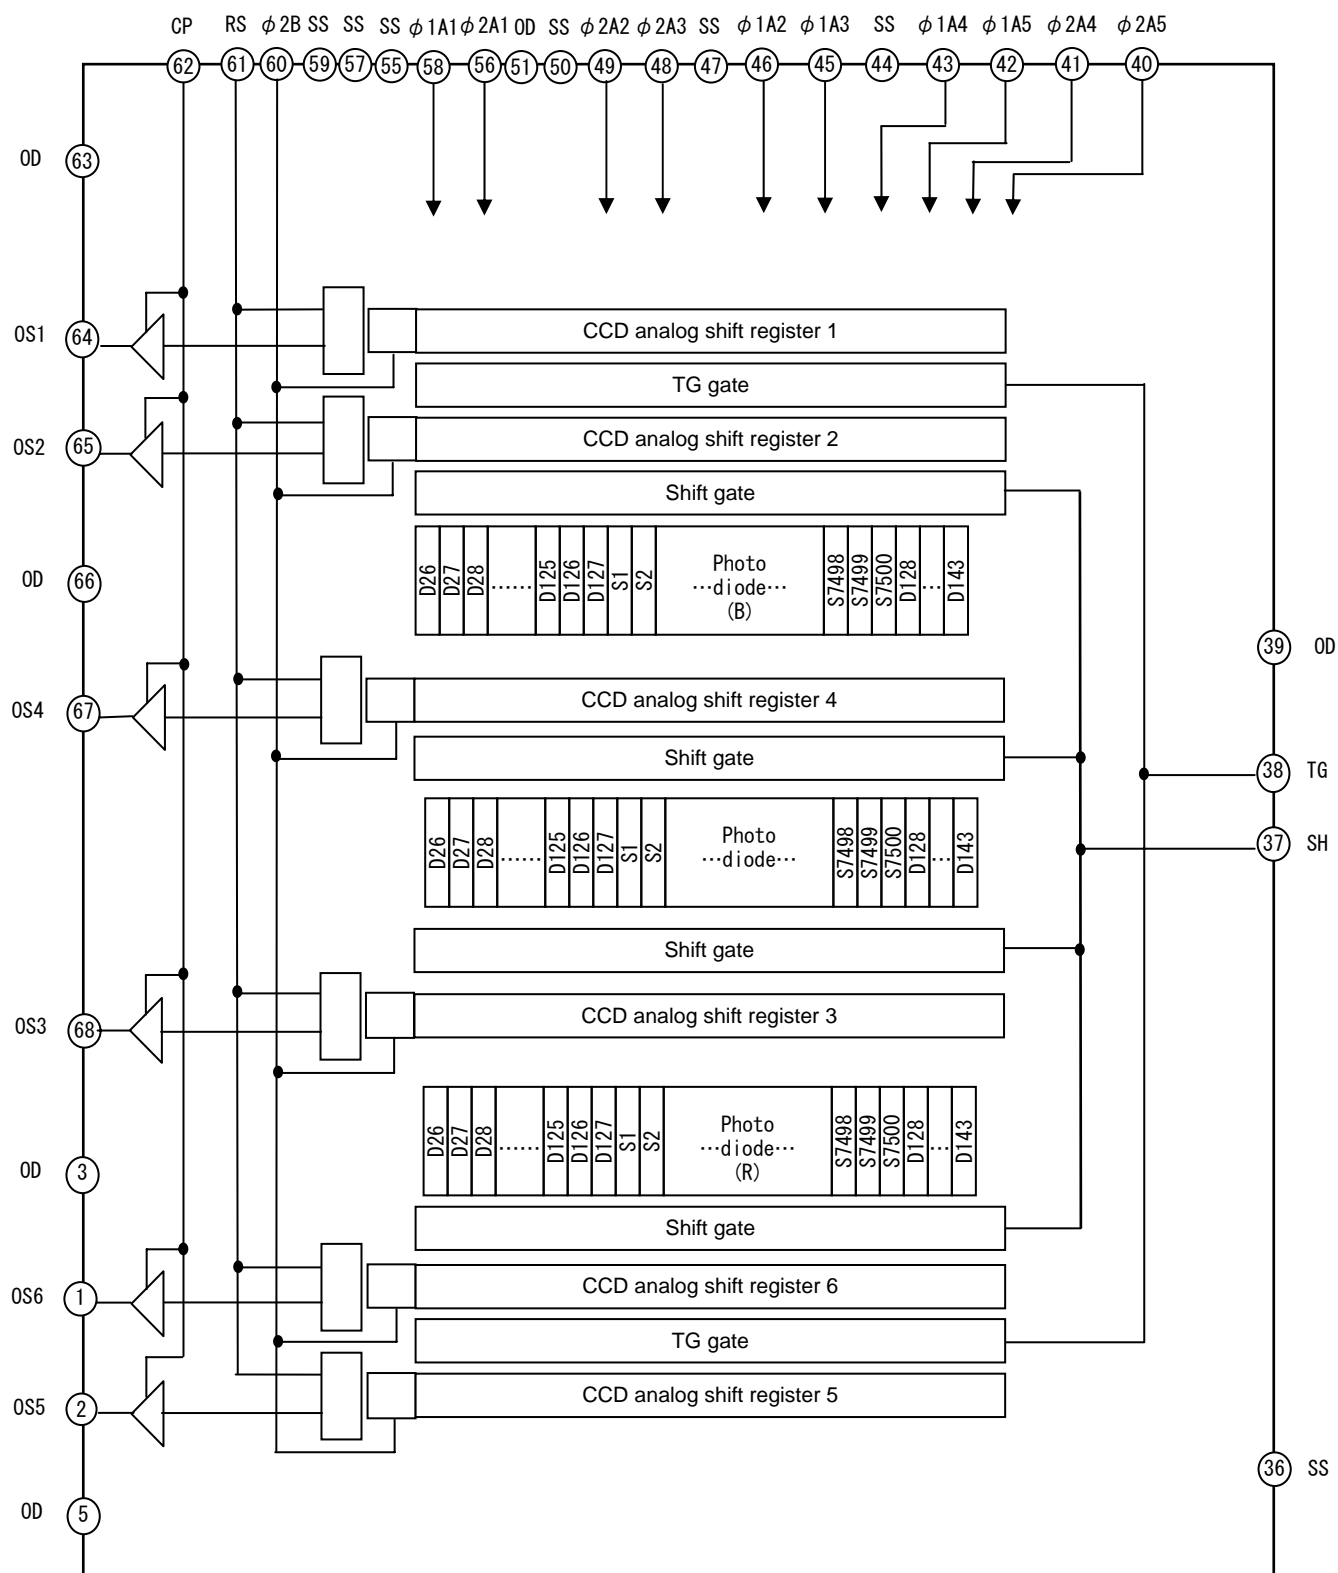 CP RS φ2B SS SS SS φ1A1 φ2A1 OD SS φ2A2 φ2A3 SS φ1A2 φ1A3 SS φ1A4 φ1A5 φ2A4 φ2A5
62 61 60 59 57 55 58 56 51 50 49 48 47 46 45 44 43 42 41 40
OD 63
OS1 64
CCD analog shift register 1
TG gate
OS2 65
CCD analog shift register 2
Shift gate
OD 66
D26 D27 D28 ...... D125 D126 D127 S1 S2
Photo
...diode...
(B)
S7498 S7499 S7500 D128 ... D143
39 OD
OS4 67
CCD analog shift register 4
Shift gate
38 TG
D26 D27 D28 ...... D125 D126 D127 S1 S2
Photo
...diode...
S7498 S7499 S7500 D128 ... D143
37 SH
Shift gate
OS3 68
CCD analog shift register 3
OD 3
D26 D27 D28 ...... D125 D126 D127 S1 S2
Photo
...diode...
(R)
S7498 S7499 S7500 D128 ... D143
Shift gate
OS6 1
CCD analog shift register 6
TG gate
OS5 2
CCD analog shift register 5
36 SS
OD 5